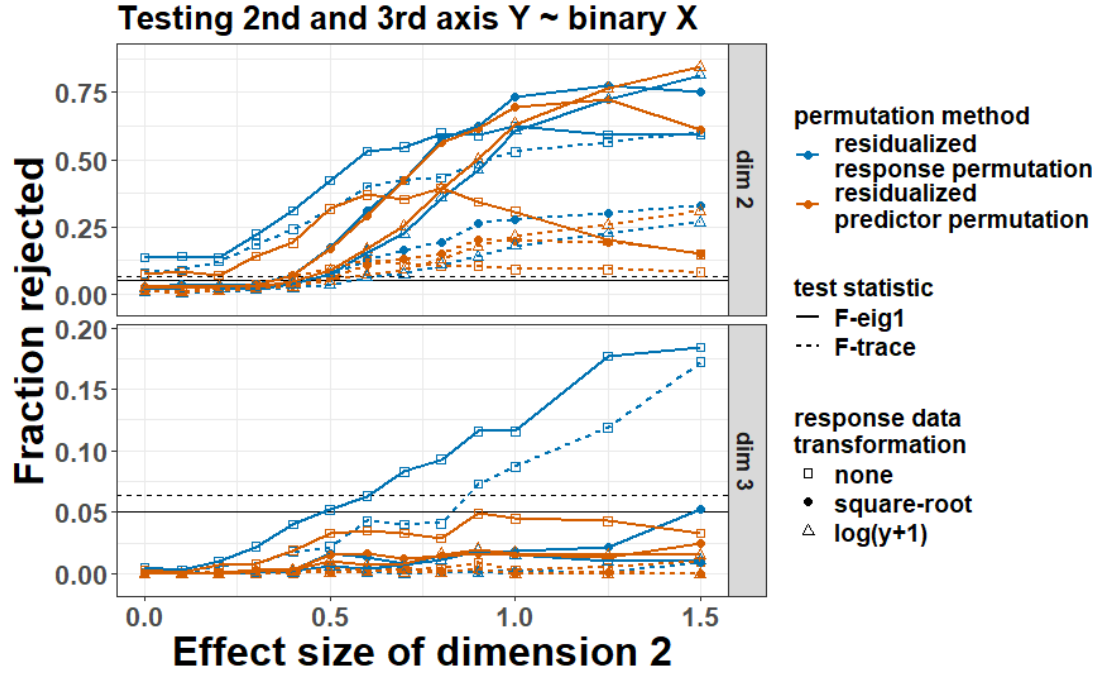 Testing 2nd and 3rd axis Y ~ binary X
Fraction rejected
0.75
0.50
0.25
0.00
dim 2
0.20
0.15
0.10
0.05
0.00
dim 3
0.0
0.5
1.0
1.5
Effect size of dimension 2
permutation method
residualized
response permutation
residualized
predictor permutation
test statistic
F-eig1
F-trace
response data
transformation
none
square-root
log(y+1)